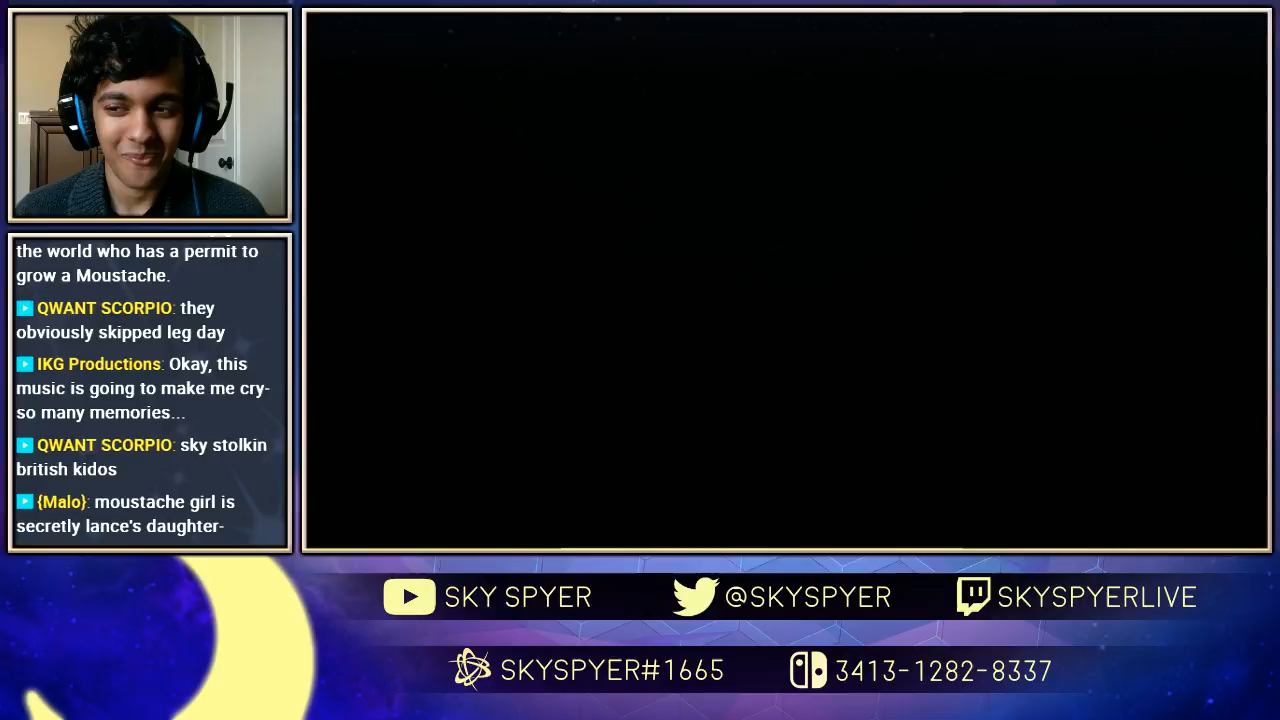 the world who has a permit to
grow a Moustache.
QWANT SCORPIO: they
obviously skipped leg day
IKG Productions: Okay, this
music is going to make me cry-
so many memories...
QWANT SCORPIO: sky stolkin
british kidos
{Malo}: moustache girl is
secretly lance's daughter-
SKY SPYER
@SKYSPYER
SKYSPYERLIVE
SKYSPYER#1665
3413-1282-8337